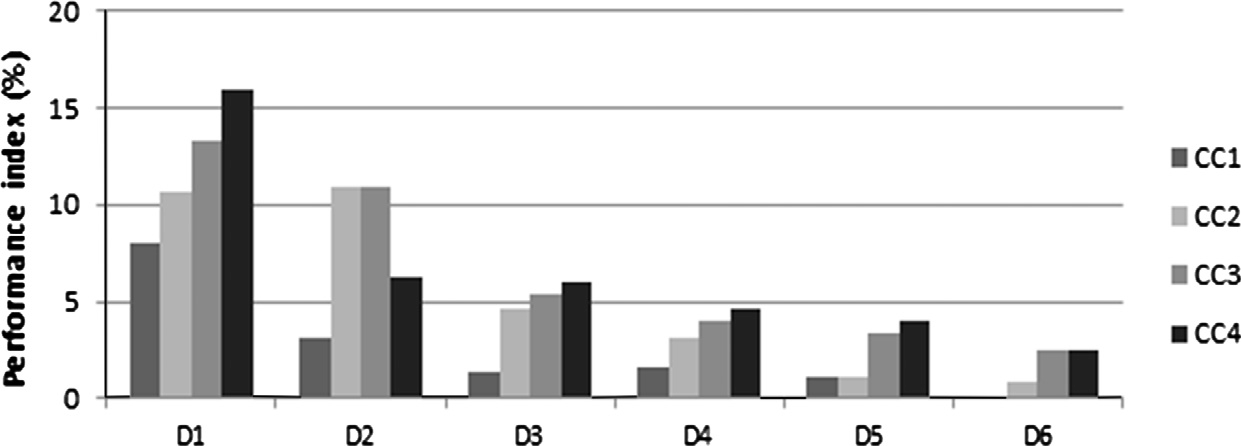 Performance index (%)
20
15
10
5
0
D1 D2 D3 D4 D5 D6
CC1
CC2
CC3
CC4